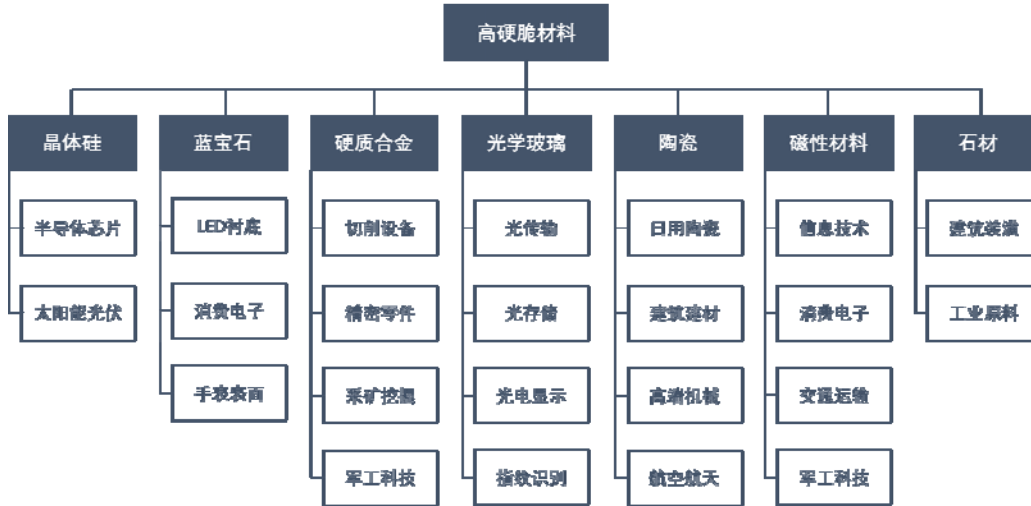 高硬脆材料
晶体硅
蓝宝石
硬质合金
光学玻璃
陶瓷
磁性材料
石材
半导体芯片
LED衬底
切削设备
光传输
日用陶瓷
信息技术
建筑装潢
太阳能光伏
消费电子
精密零件
光存储
建筑建材
消费电子
工业原料
手表表面
采矿挖掘
光电显示
高端机械
交通运输
军工科技
指纹识别
航空航天
军工科技